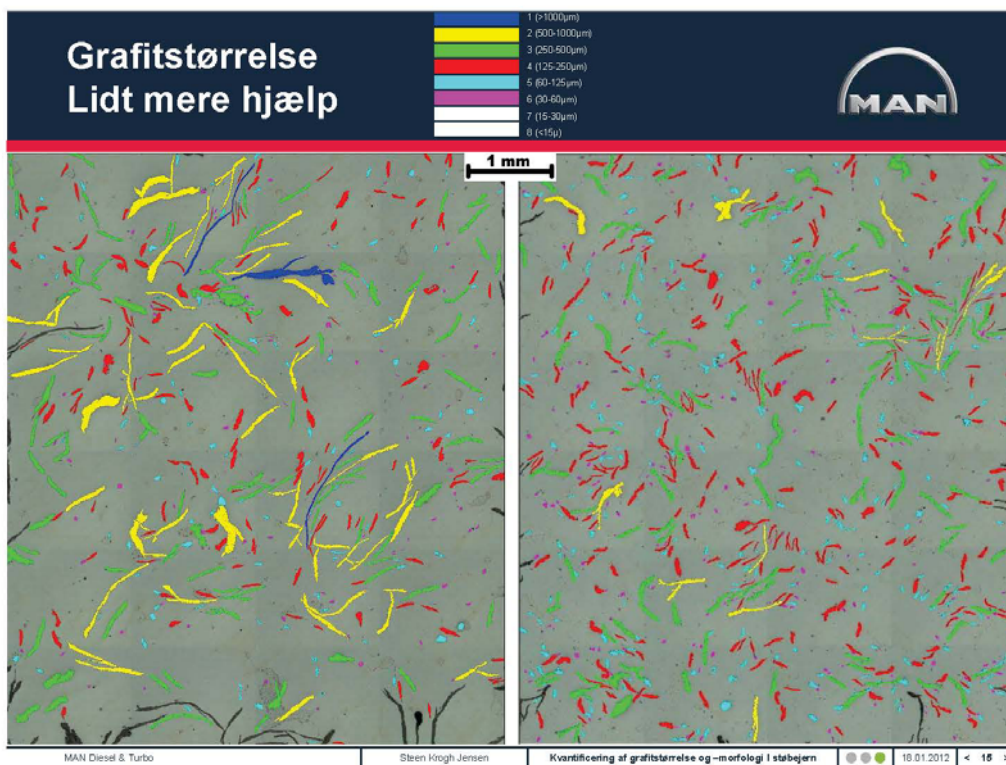 Grafitstørrelse
Lidt mere hjælp
1 (>1000µm)
2 (500-1000µm)
3 (250-500µm)
4 (125-250µm)
5 (60-125µm)
6 (30-60µm)
7 (15-30µm)
8 (<15µ)
MAN
1 mm
MAN Diesel & Turbo
Steen Krogh Jensen
Kvantificering af grafitstørrelse og –morfologi i støbejern
18.01.2012
< 15 >